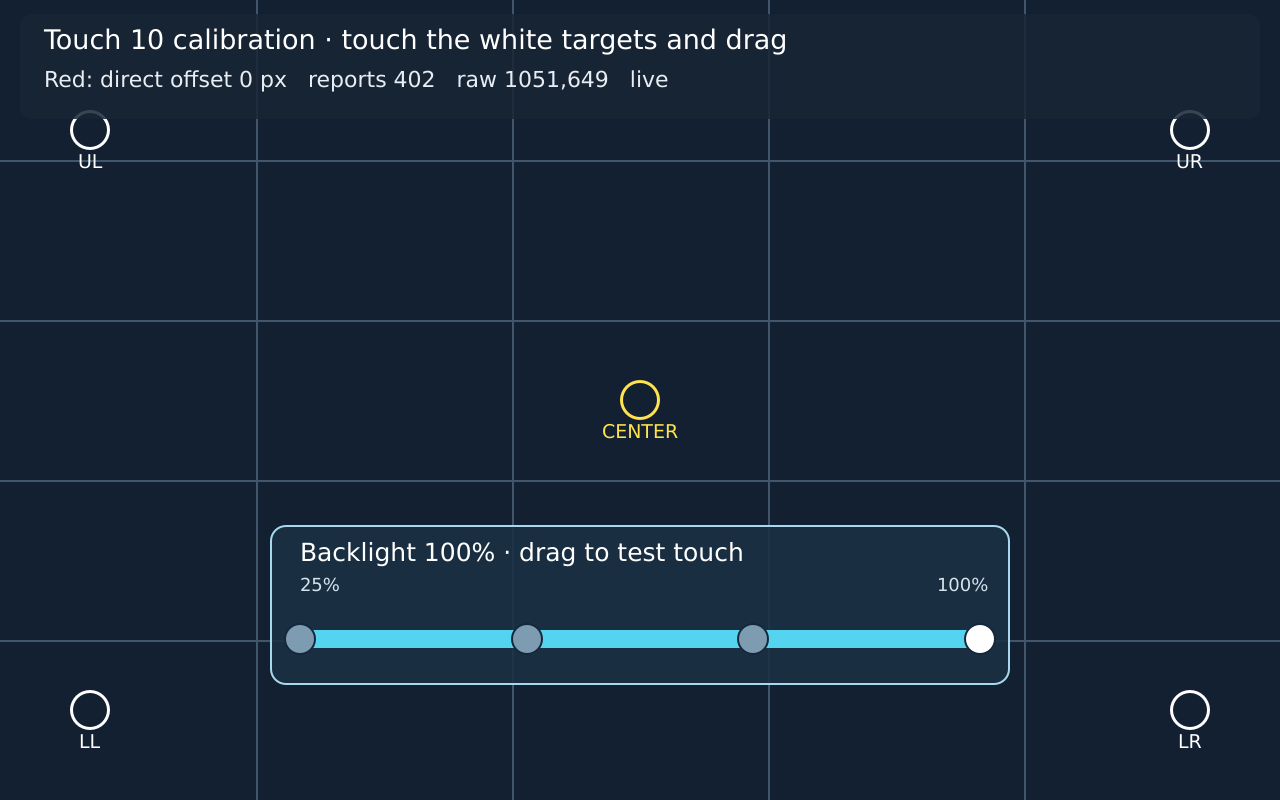 Touch 10 calibration · touch the white targets and drag
Red: direct offset 0 px   reports 402   raw 1051,649   live
UL
UR
CENTER
Backlight 100% · drag to test touch
25%
100%
LL
LR